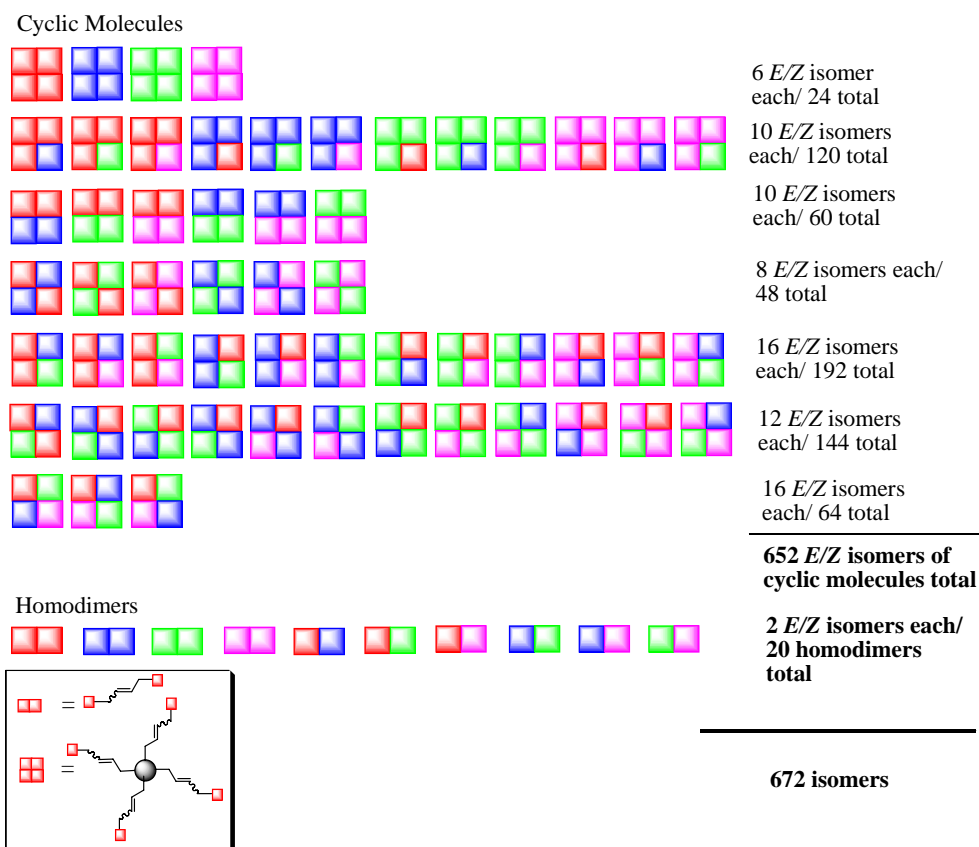 Cyclic Molecules
6 E/Z isomer
each/ 24 total
10 E/Z isomers
each/ 120 total
10 E/Z isomers
each/ 60 total
8 E/Z isomers each/
48 total
16 E/Z isomers
each/ 192 total
12 E/Z isomers
each/ 144 total
16 E/Z isomers
each/ 64 total
652 E/Z isomers of
cyclic molecules total
Homodimers
2 E/Z isomers each/
20 homodimers
total
=
=
672 isomers